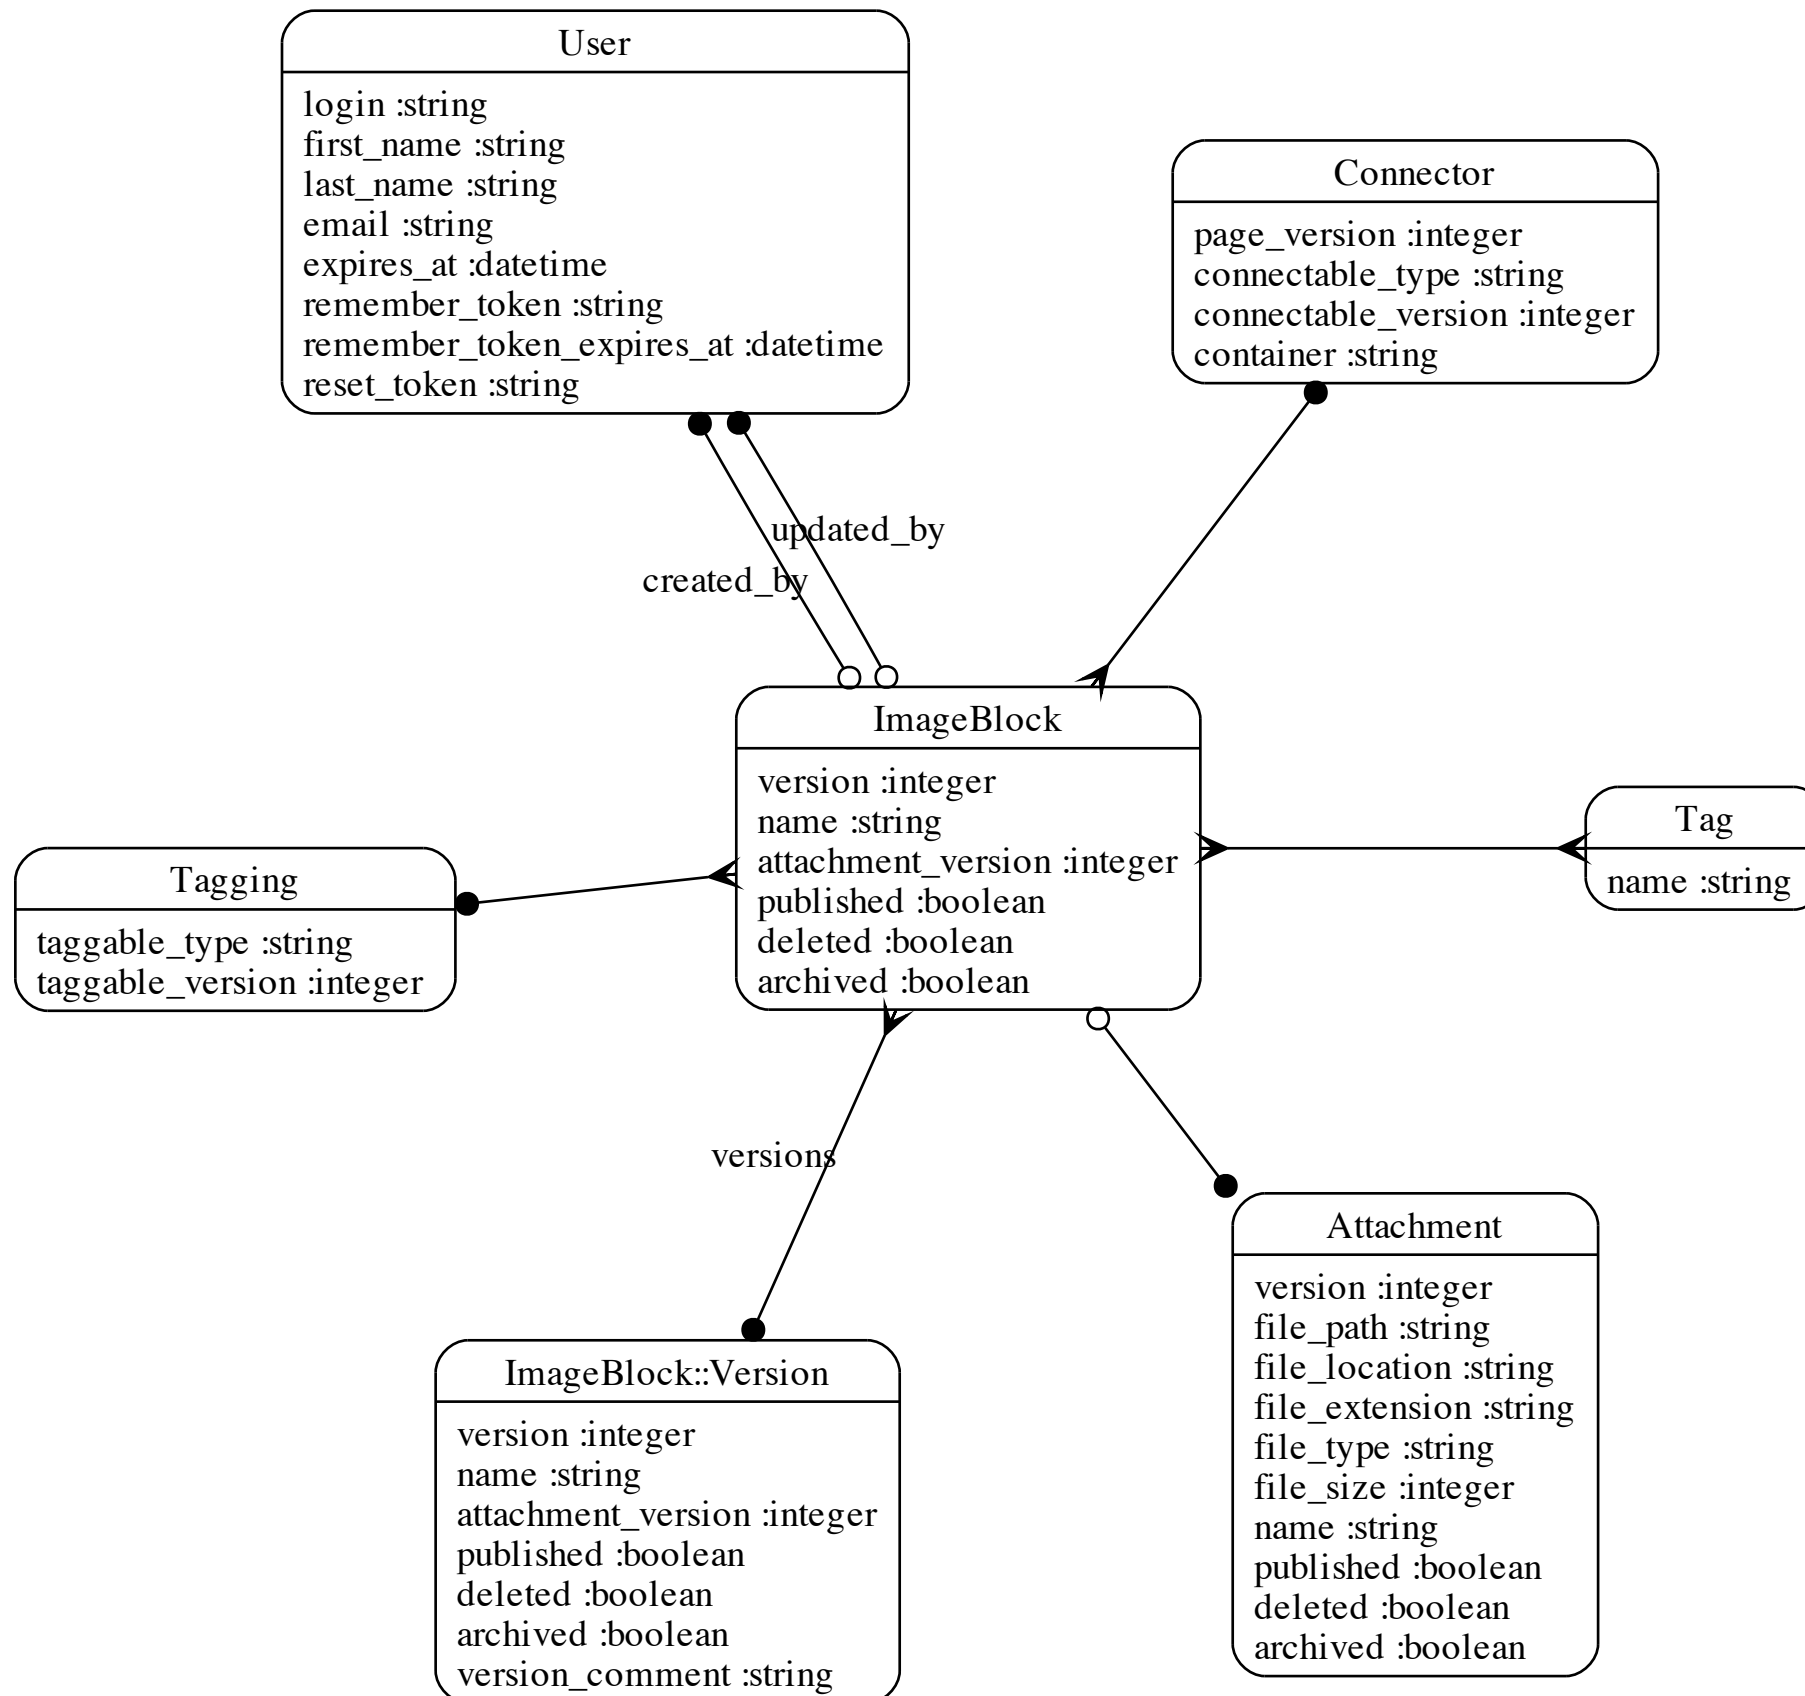 User
login :string
first_name :string
last_name :string
email :string
expires_at :datetime
remember_token :string
remember_token_expires_at :datetime
reset_token :string
Connector
page_version :integer
connectable_type :string
connectable_version :integer
container :string
updated_by
created_by
ImageBlock
version :integer
name :string
attachment_version :integer
published :boolean
deleted :boolean
archived :boolean
Tag
name :string
Tagging
taggable_type :string
taggable_version :integer
versions
Attachment
version :integer
file_path :string
file_location :string
file_extension :string
file_type :string
file_size :integer
name :string
published :boolean
deleted :boolean
archived :boolean
ImageBlock::Version
version :integer
name :string
attachment_version :integer
published :boolean
deleted :boolean
archived :boolean
version_comment :string